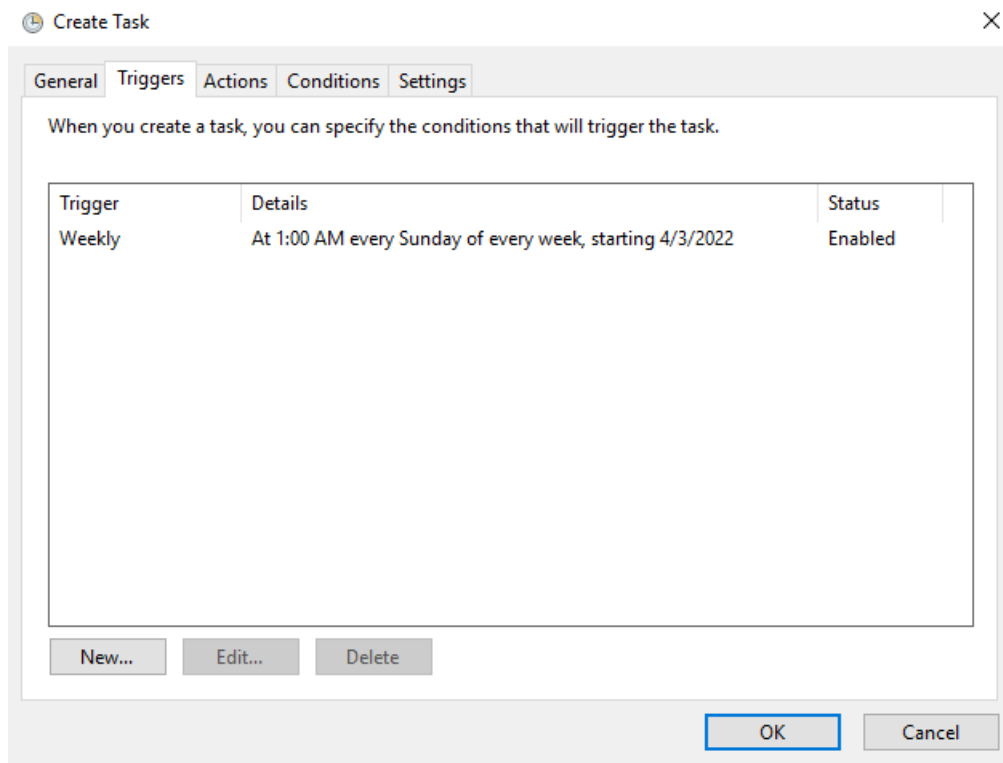 Create Task
General Triggers Actions Conditions Settings
When you create a task, you can specify the conditions that will trigger the task.
Trigger Details Status
Weekly At 1:00 AM every Sunday of every week, starting 4/3/2022 Enabled
New... Edit... Delete
OK Cancel